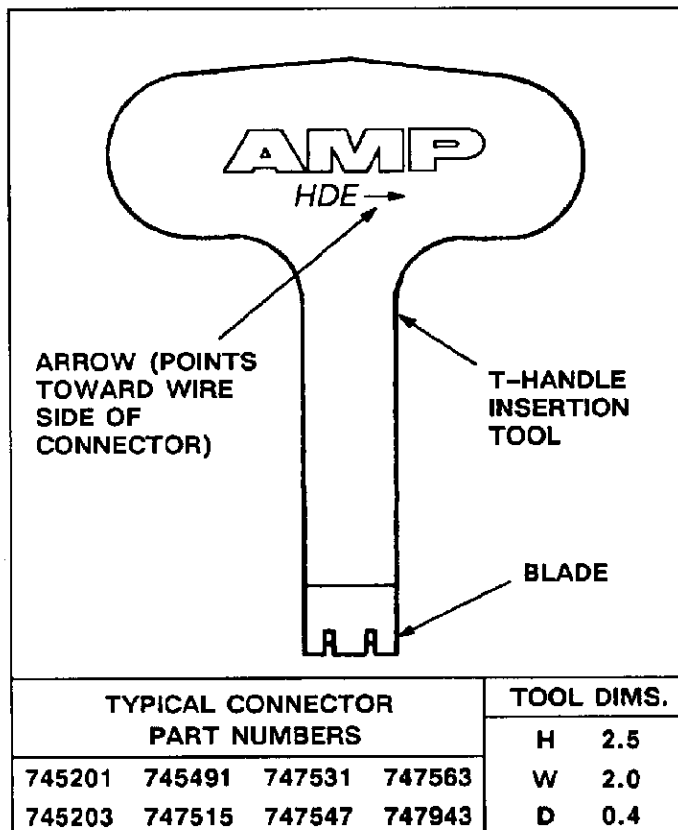 AMP
HDE →
ARROW (POINTS
TOWARD WIRE
SIDE OF
CONNECTOR)
T-HANDLE
INSERTION
TOOL
BLADE
TYPICAL CONNECTOR
PART NUMBERS
745201 745491 747531 747563
745203 747515 747547 747943
TOOL DIMS.
H 2.5
W 2.0
D 0.4